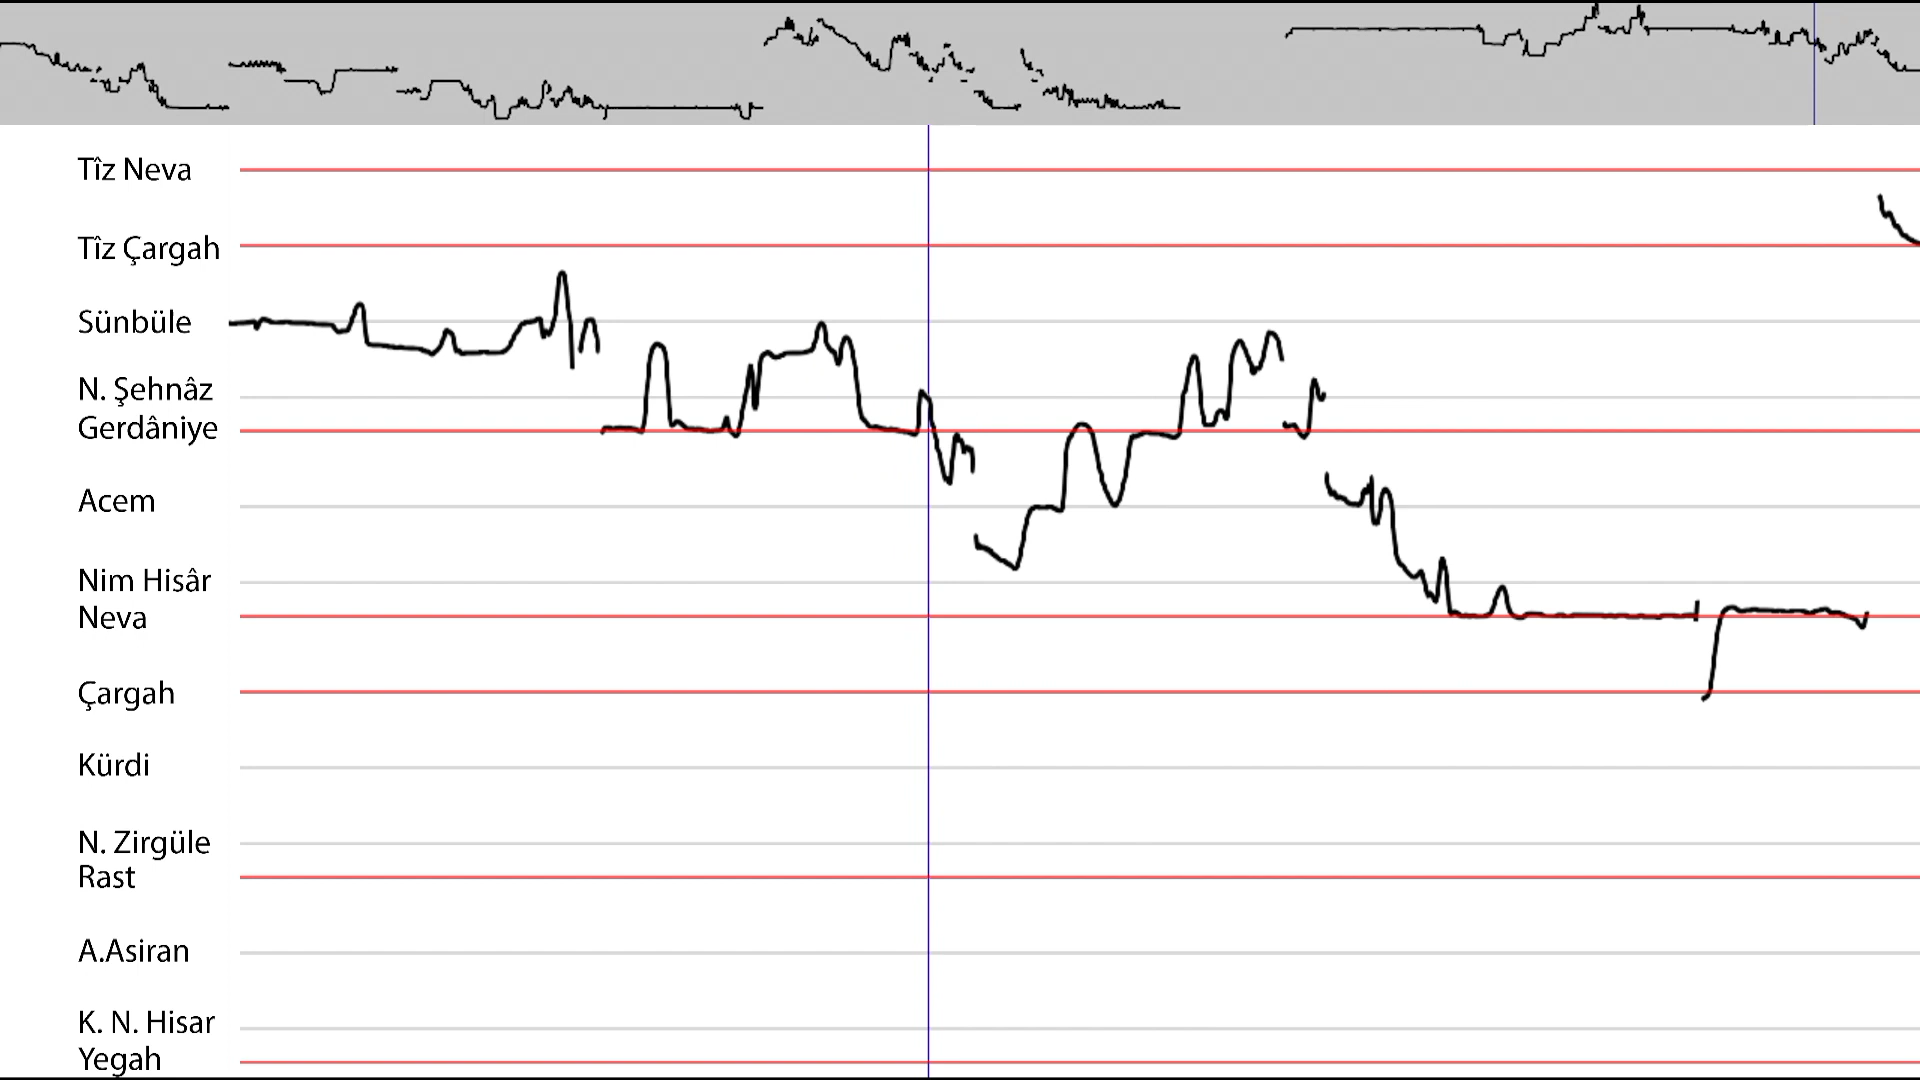 Tîz Neva
Tîz Çargah
Sünbüle
N. Şehnâz
Gerdâniye
Acem
Nim Hisâr
Neva
Çargah
Kürdi
N. Zirgüle
Rast
A.Asiran
K. N. Hisar
Yegah